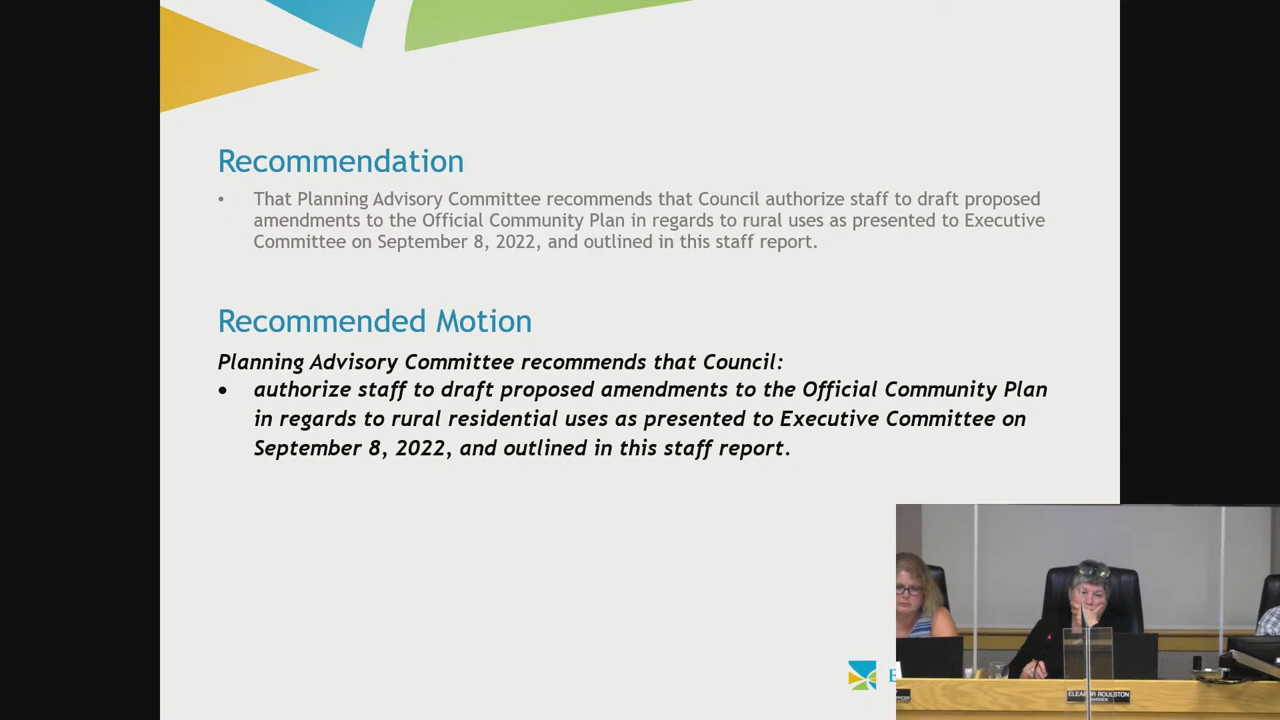 Recommendation
• That Planning Advisory Committee recommends that Council authorize staff to draft proposed
amendments to the Official Community Plan in regards to rural uses as presented to Executive
Committee on September 8, 2022, and outlined in this staff report.
Recommended Motion
Planning Advisory Committee recommends that Council:
• authorize staff to draft proposed amendments to the Official Community Plan
in regards to rural residential uses as presented to Executive Committee on
September 8, 2022, and outlined in this staff report.
E
ROULSTON
WARDEN